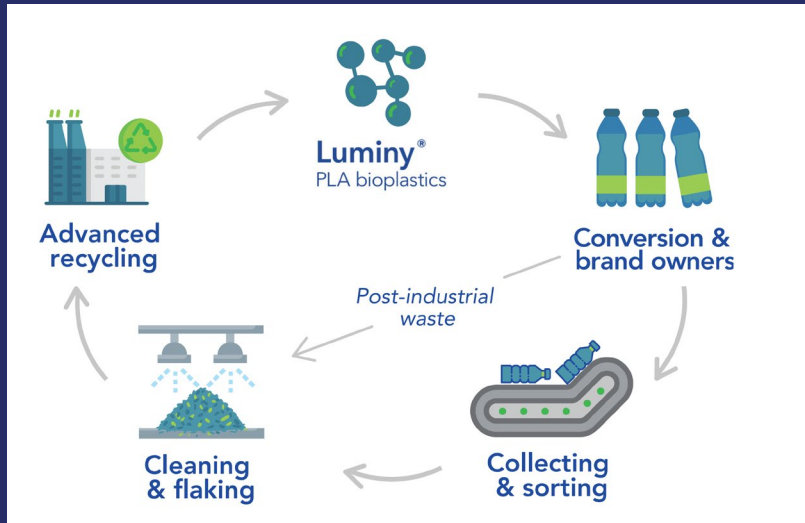 Luminy®
PLA bioplastics
Advanced
recycling
Conversion &
brand owners
Post-industrial
waste
Cleaning
& flaking
Collecting
& sorting